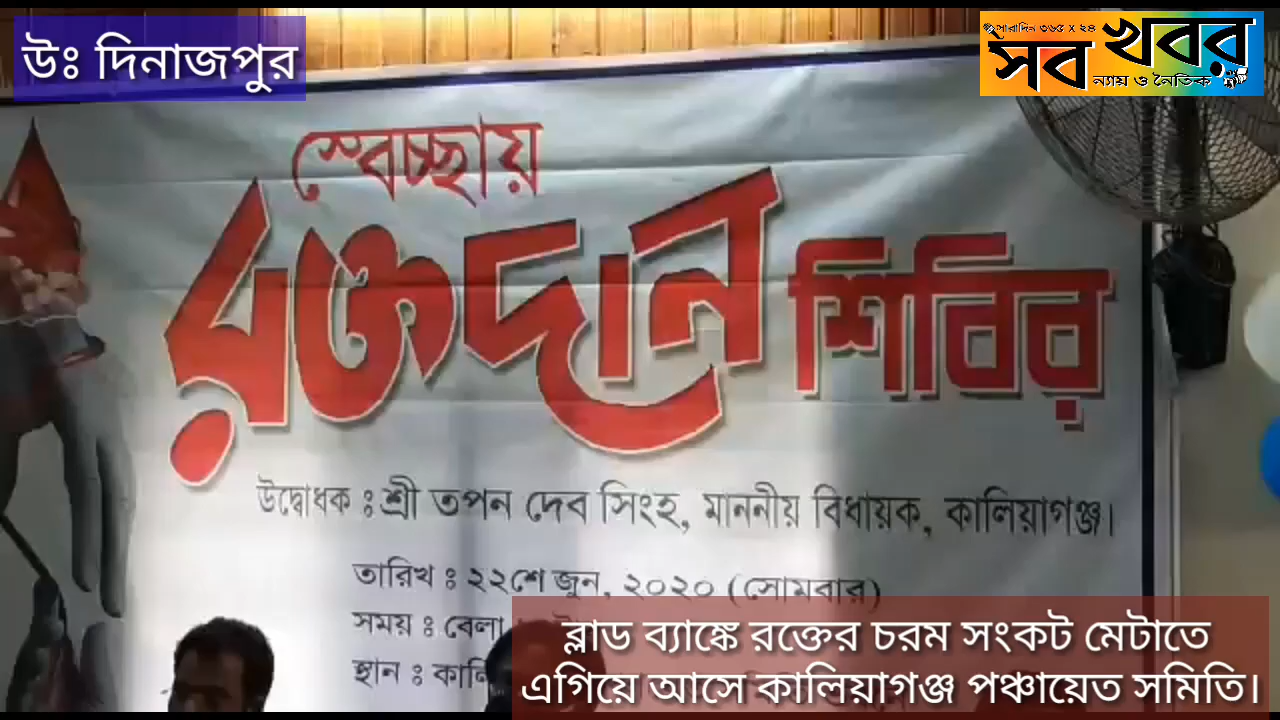 উঃ দিনাজপুর
সারাদিন ৩৬৫ x ২৪
সব খবর
ন্যায় ও নৈতিক
স্বেচ্ছায়
রক্তদান শিবির
উদ্বোধক ঃ শ্রী তপন দেব সিংহ, মাননীয় বিধায়ক, কালিয়াগঞ্জ।
তারিখ ঃ ২২শে জুন, ২০২০ (সোমবার)
সময় ঃ বেলা
স্থান ঃ
ব্লাড ব্যাঙ্কে রক্তের চরম সংকট মেটাতে
এগিয়ে আসে কালিয়াগঞ্জ পঞ্চায়েত সমিতি।